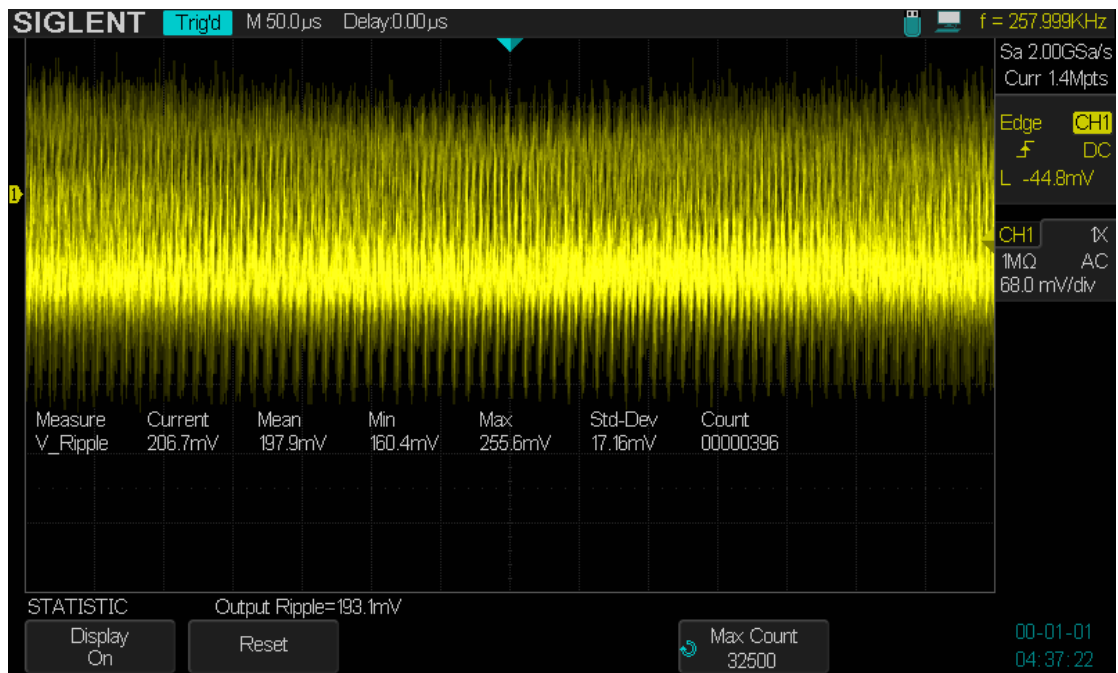 SIGLENT Trig'd M 50.0µs Delay:0.00µs f = 257.999KHz
Sa 2.00GSa/s
Curr 1.4Mpts
Edge CH1
DC
L -44.8mV
1
CH1 1X
1MΩ AC
68.0 mV/div
Measure Current Mean Min Max Std-Dev Count
V_Ripple 206.7mV 197.9mV 160.4mV 255.6mV 17.16mV 00000396
STATISTIC Output Ripple=193.1mV
Display
On
Reset
Max Count
32500
00-01-01
04:37:22